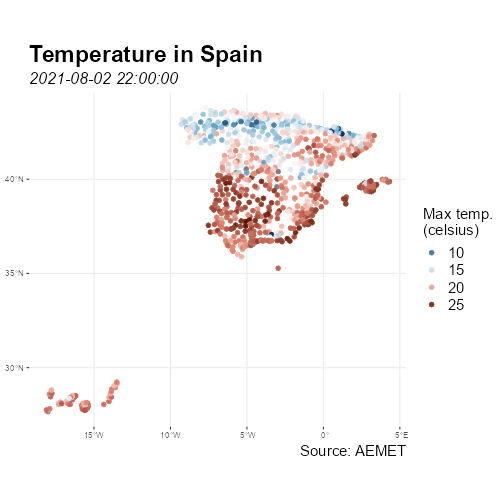 Temperature in Spain
2021-08-02 22:00:00
40°N
35°N
30°N
15°W
10°W
5°W
0°
5°E
Max temp.
(celsius)
10
15
20
25
Source: AEMET